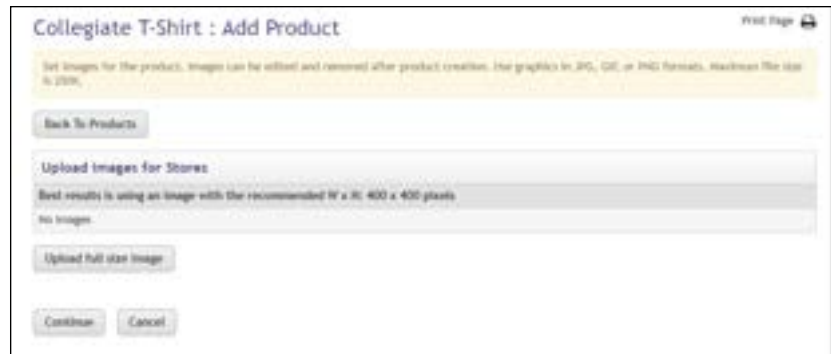 Collegiate T-Shirt : Add Product
Print Page
Set images for the product. Images can be edited and removed after product creation. Use graphics in JPG, GIF, or PNG formats. Maximum file size
is
Back To Products
Upload Images for Stores
Best results is using an image with the recommended W x H: 400 x 400 pixels
No Images
Upload full size image
Continue
Cancel